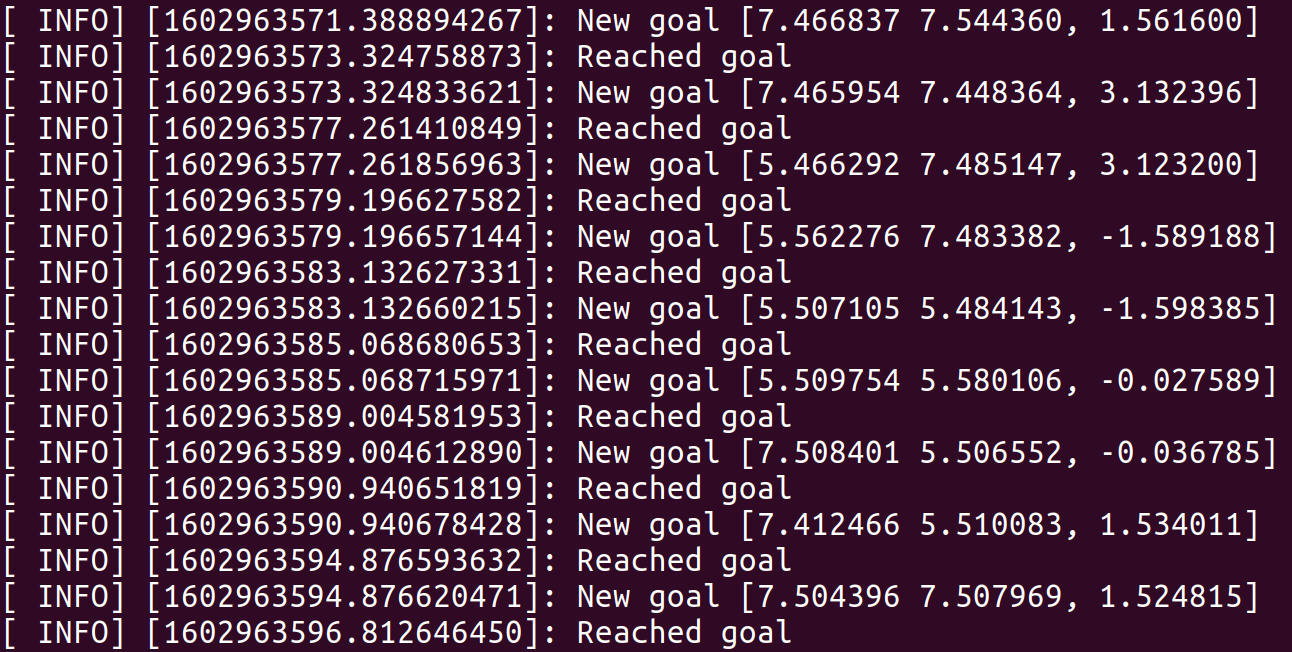 [ INFO] [1602963571.388894267]: New goal [7.466837 7.544360, 1.561600]
[ INFO] [1602963573.324758873]: Reached goal
[ INFO] [1602963573.324833621]: New goal [7.465954 7.448364, 3.132396]
[ INFO] [1602963577.261410849]: Reached goal
[ INFO] [1602963577.261856963]: New goal [5.466292 7.485147, 3.123200]
[ INFO] [1602963579.196627582]: Reached goal
[ INFO] [1602963579.196657144]: New goal [5.562276 7.483382, -1.589188]
[ INFO] [1602963583.132627331]: Reached goal
[ INFO] [1602963583.132660215]: New goal [5.507105 5.484143, -1.598385]
[ INFO] [1602963585.068680653]: Reached goal
[ INFO] [1602963585.068715971]: New goal [5.509754 5.580106, -0.027589]
[ INFO] [1602963589.004581953]: Reached goal
[ INFO] [1602963589.004612890]: New goal [7.508401 5.506552, -0.036785]
[ INFO] [1602963590.940651819]: Reached goal
[ INFO] [1602963590.940678428]: New goal [7.412466 5.510083, 1.534011]
[ INFO] [1602963594.876593632]: Reached goal
[ INFO] [1602963594.876620471]: New goal [7.504396 7.507969, 1.524815]
[ INFO] [1602963596.812646450]: Reached goal